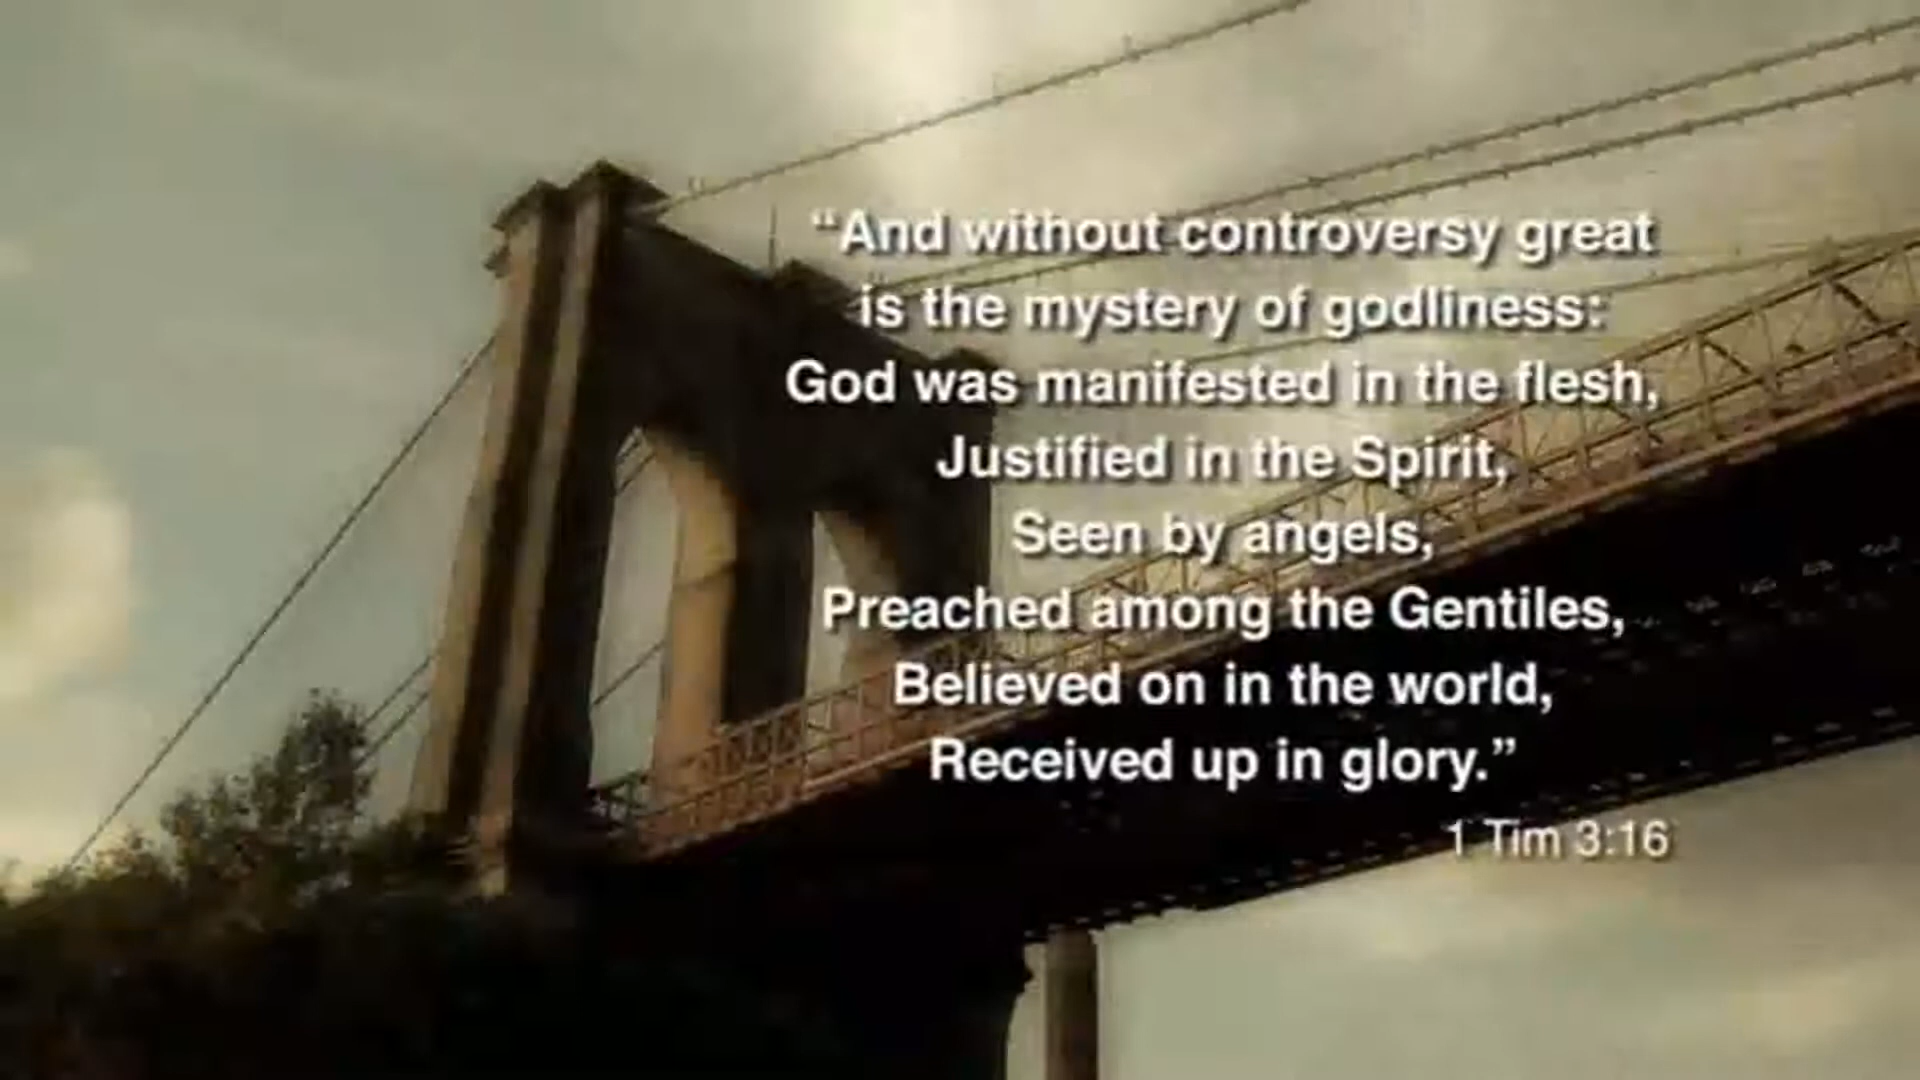 “And without controversy great
is the mystery of godliness:
God was manifested in the flesh,
Justified in the Spirit,
Seen by angels,
Preached among the Gentiles,
Believed on in the world,
Received up in glory.”
1 Tim 3:16